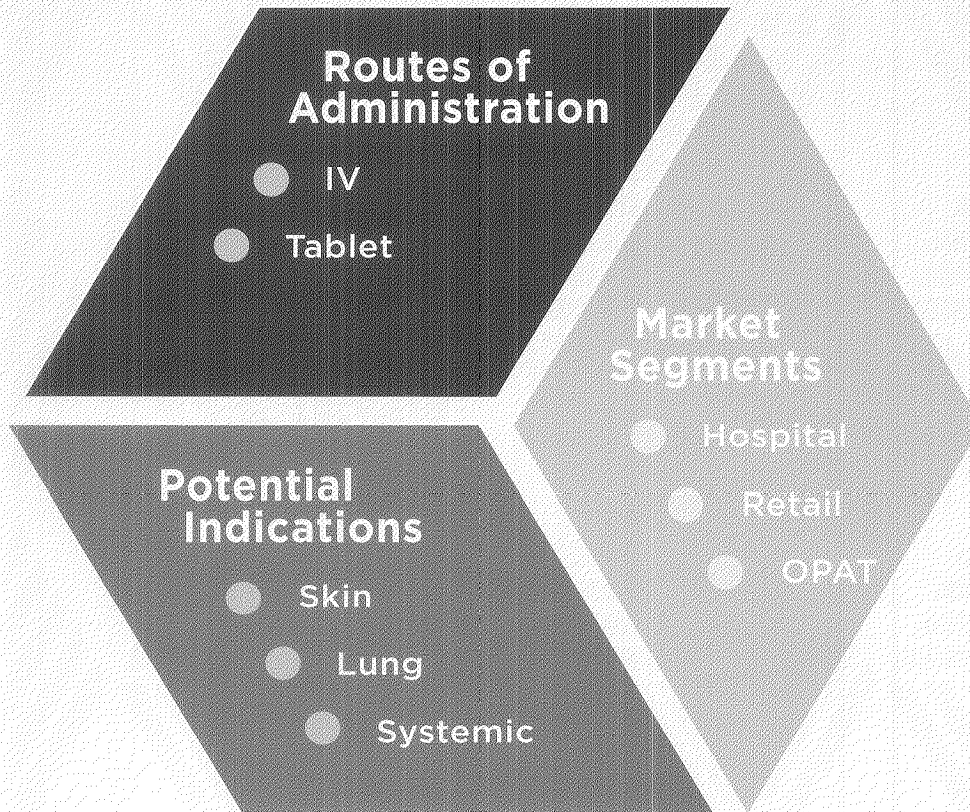 Routes of
Administration
IV
Tablet
Market
Segments
Hospital
Retail
OPAT
Potential
Indications
Skin
Lung
Systemic